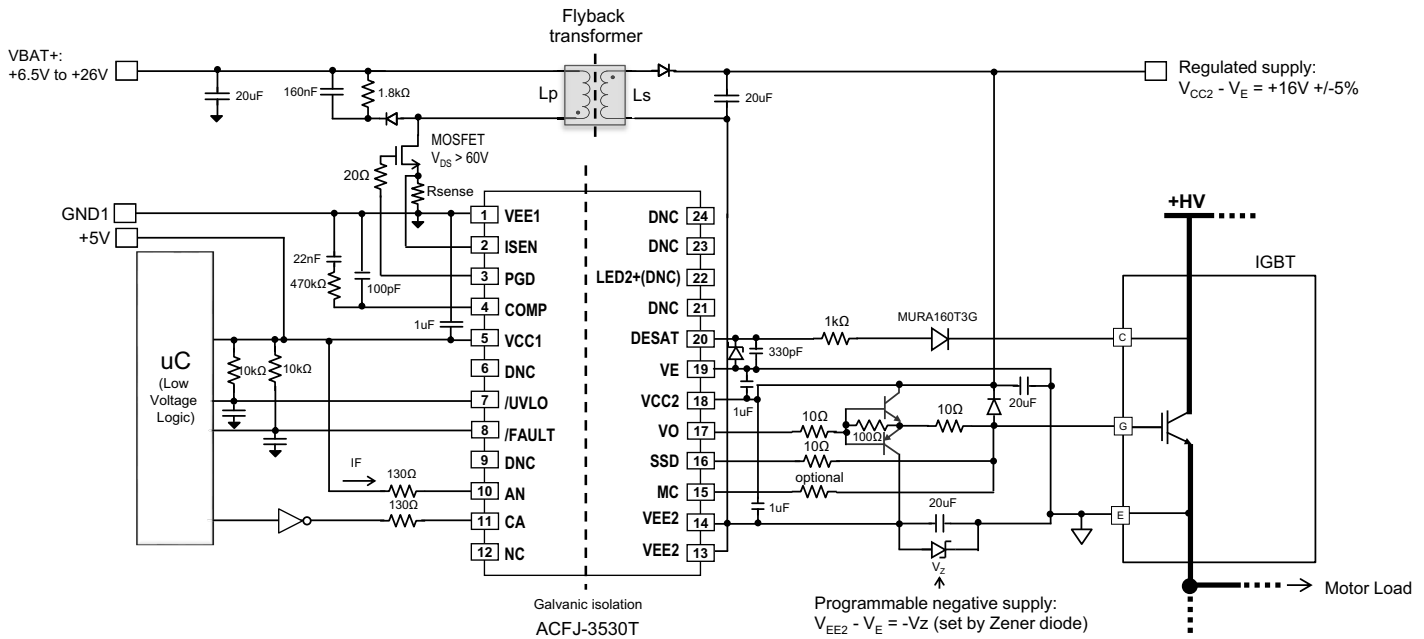 Flyback
transformer
VBAT+:
+6.5V to +26V
20uF
160nF
1.8kΩ
Lp
Ls
20uF
Regulated supply:
VCC2 - VE = +16V +/-5%
MOSFET
VDS > 60V
20Ω
Rsense
GND1
+5V
22nF
470kΩ
100pF
1uF
uC
(Low
Voltage
Logic)
10kΩ
10kΩ
IF
130Ω
130Ω
1 VEE1
2 ISEN
3 PGD
4 COMP
5 VCC1
6 DNC
7 /UVLO
8 /FAULT
9 DNC
10 AN
11 CA
12 NC
DNC 24
DNC 23
LED2+(DNC) 22
DNC 21
DESAT 20
VE 19
VCC2 18
VO 17
SSD 16
MC 15
VEE2 14
VEE2 13
1kΩ
MURA160T3G
330pF
1uF
20uF
10Ω
100Ω
10Ω
10Ω
optional
1uF
20uF
VZ
+HV
IGBT
C
G
E
Motor Load
Galvanic isolation
ACFJ-3530T
Programmable negative supply:
VEE2 - VE = -Vz (set by Zener diode)